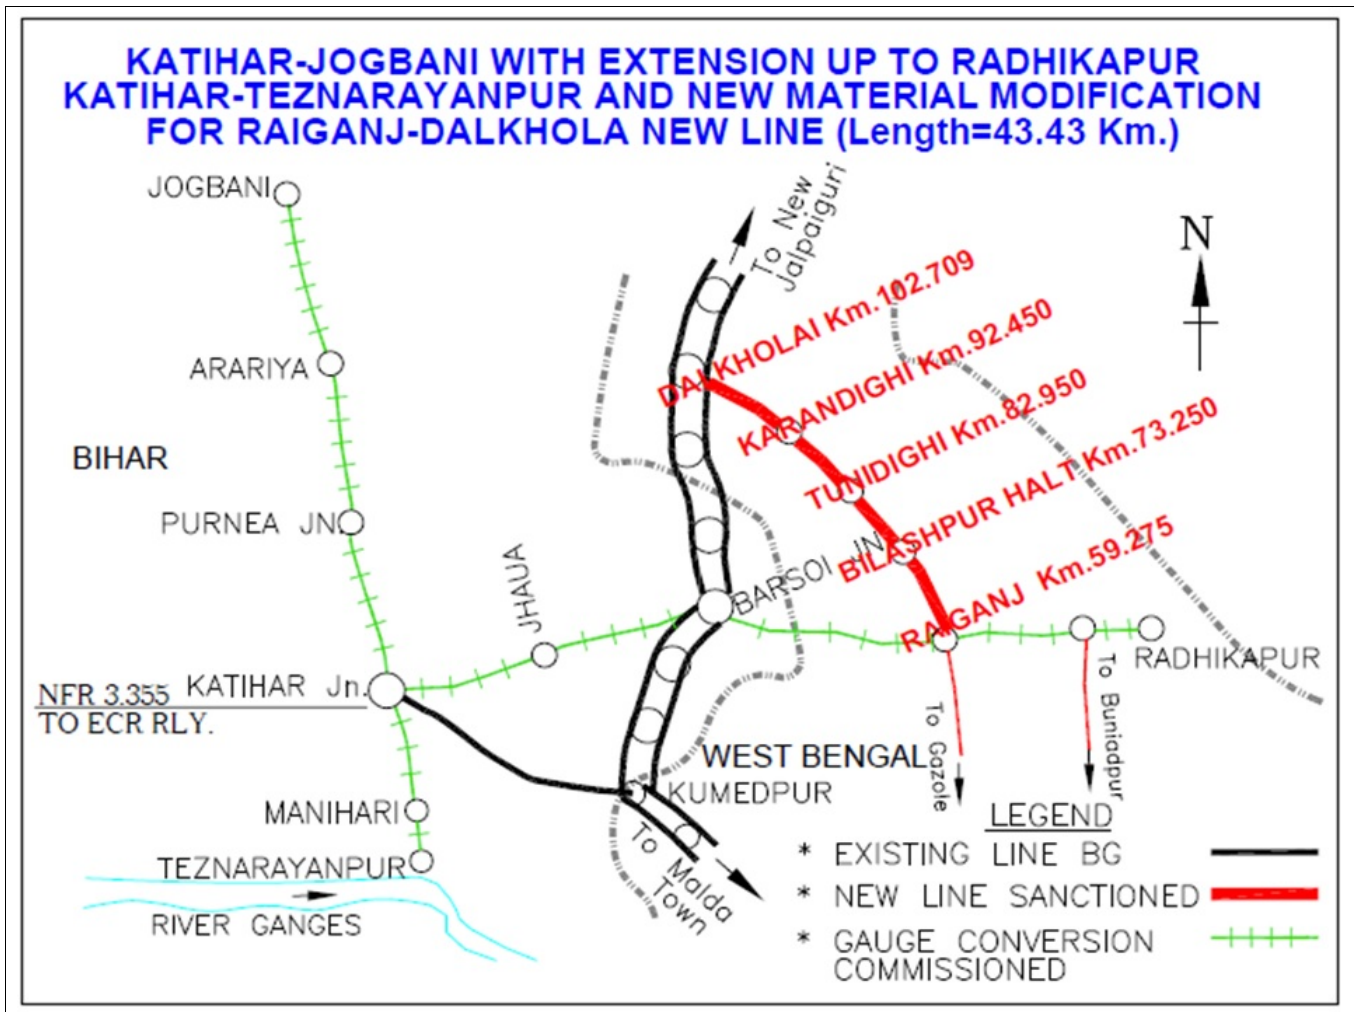 KATIHAR-JOGBANI WITH EXTENSION UP TO RADHIKAPUR
KATIHAR-TEZNARAYANPUR AND NEW MATERIAL MODIFICATION
FOR RAIGANJ-DALKHOLA NEW LINE (Length=43.43 Km.)
JOGBANI
To New
Jalpaiguri
N
DALKHOLAI Km.102.709
ARARIYA
KARANDIGHI Km.92.450
BIHAR
TUNIDIGHI Km.82.950
PURNEA JN.
BILASHPUR HALT Km.73.250
JHAUA
BARSOI JN
RAIGANJ Km.59.275
RADHIKAPUR
KATIHAR Jn.
NFR 3.355
TO ECR RLY.
To Gazole
To Buniadpur
WEST BENGAL
KUMEDPUR
MANIHARI
To Malda
Town
TEZNARAYANPUR
RIVER GANGES
LEGEND
* EXISTING LINE BG
* NEW LINE SANCTIONED
* GAUGE CONVERSION
COMMISSIONED